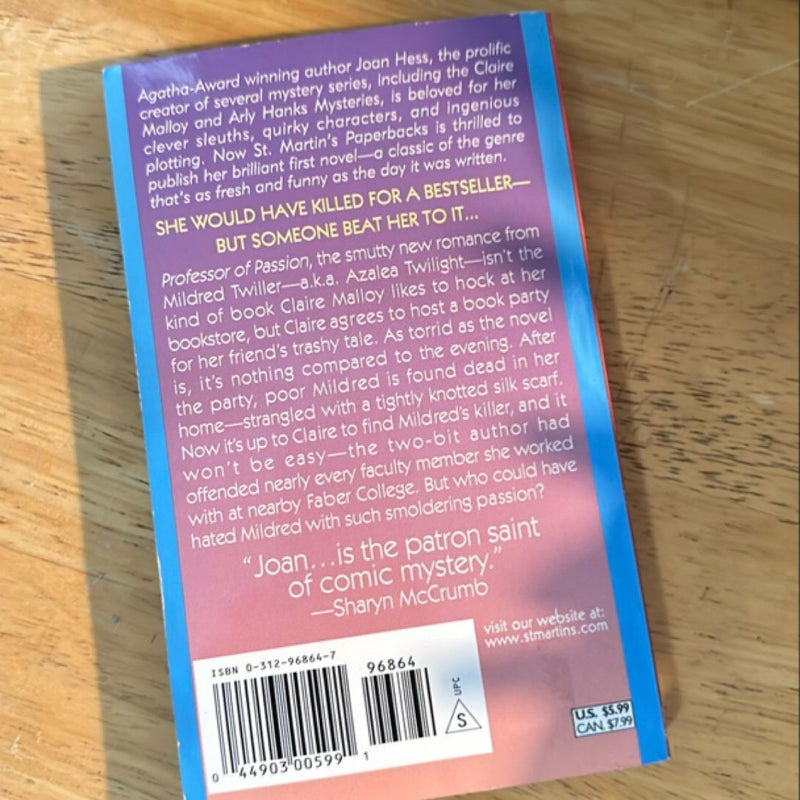 Agatha-Award winning author Joan Hess, the prolific
creator of several mystery series, including the Claire
Malloy and Arly Hanks Mysteries, is beloved for her
clever sleuths, quirky characters, and ingenious
plotting. Now St. Martin's Paperbacks is thrilled to
publish her brilliant first novel—a classic of the genre
that's as fresh and funny as the day it was written.
SHE WOULD HAVE KILLED FOR A BESTSELLER—
BUT SOMEONE BEAT HER TO IT...
Professor of Passion, the smutty new romance from
Mildred Twiller—a.k.a. Azalea Twilight—isn't the
kind of book Claire Malloy likes to hock at her
bookstore, but Claire agrees to host a book party
for her friend's trashy tale. As torrid as the novel
is, it's nothing compared to the evening. After
the party, poor Mildred is found dead in her
home—strangled with a tightly knotted silk scarf.
Now it's up to Claire to find Mildred's killer, and it
won't be easy—the two-bit author had
offended nearly every faculty member she worked
with at nearby Faber College. But who could have
hated Mildred with such smoldering passion?
"Joan...is the patron saint
of comic mystery."
—Sharyn McCrumb
visit our website at:
www.stmartins.com
ISBN 0-312-96864-7
96864
UPC
S
0 44903 00599 1
U.S. $5.99
CAN. $7.99